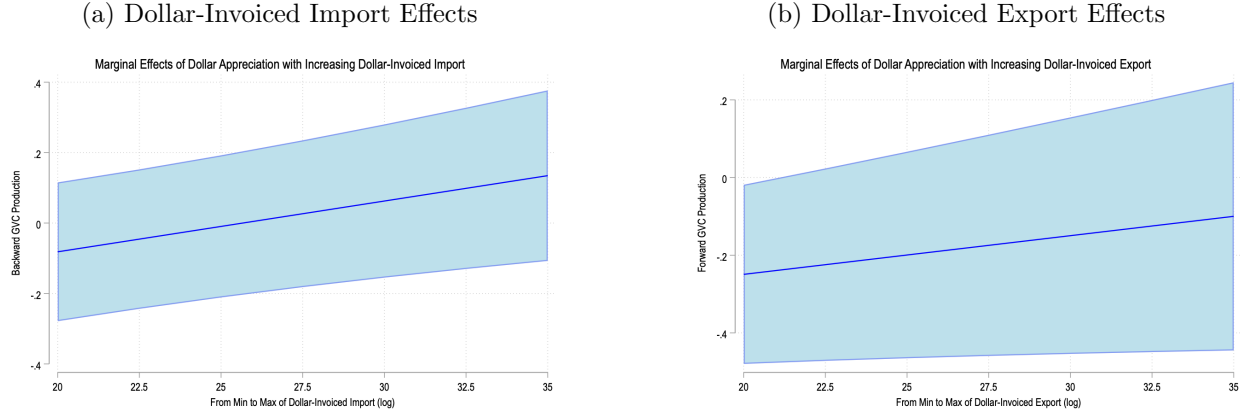 (a) Dollar-Invoiced Import Effects
Marginal Effects of Dollar Appreciation with Increasing Dollar-Invoiced Import
Backward GVC Production
.4
.2
0
-.2
-.4
20 22.5 25 27.5 30 32.5 35
From Min to Max of Dollar-Invoiced Import (log)
(b) Dollar-Invoiced Export Effects
Marginal Effects of Dollar Appreciation with Increasing Dollar-Invoiced Export
Forward GVC Production
.2
0
-.2
-.4
20 22.5 25 27.5 30 32.5 35
From Min to Max of Dollar-Invoiced Export (log)